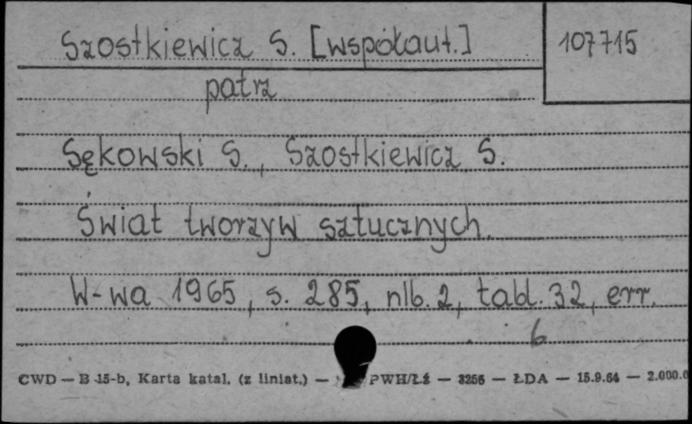 Szostkiewicz S. [współaut.] 107715
patrz
Sękowski S., Szostkiewicz S.
Świat tworzyw sztucznych.
W-wa 1965, s. 285, nlb. 2, tabl. 32, err.
6
CWD — B 15-b, Karta katal. (z liniat.) — PWH/Łź — 3256 — ŁDA — 15.9.64 — 2.000.0